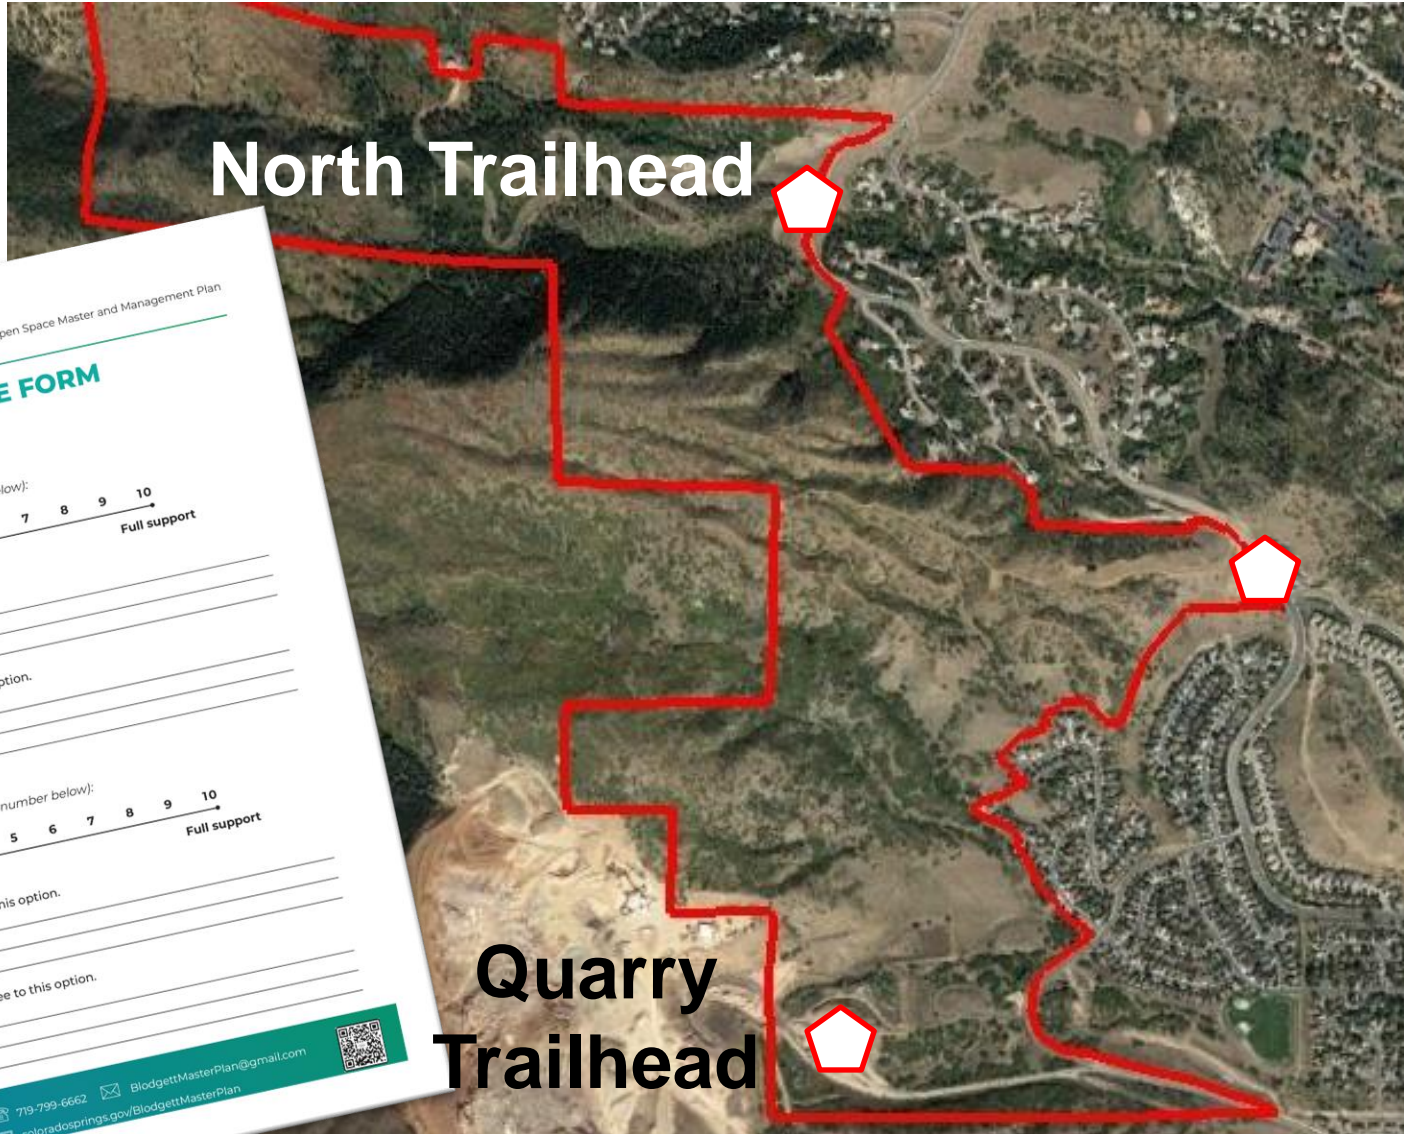 North Trailhead
Quarry
Trailhead
pen Space Master and Management Plan
E FORM
low):
7 8 9 10
Full support
ption.
number below):
5 6 7 8 9 10
Full support
his option.
ee to this option.
719-799-6662 BlodgettMasterPlan@gmail.com
coloradosprings.gov/BlodgettMasterPlan